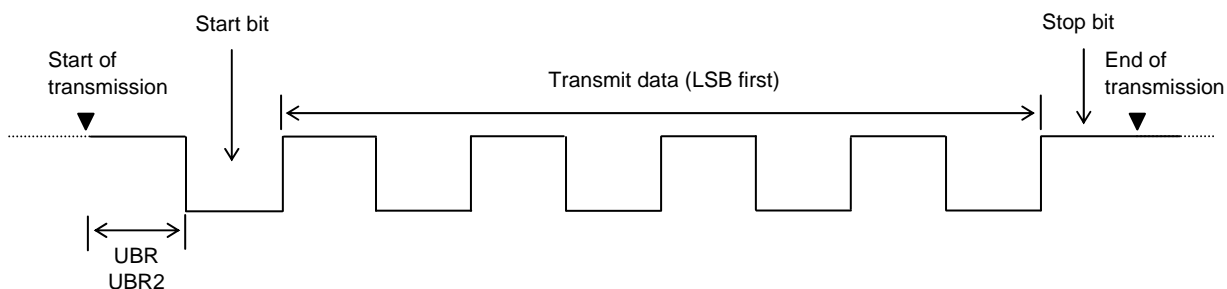 Start bit
Stop bit
Start of
transmission
Transmit data (LSB first)
End of
transmission
UBR
UBR2